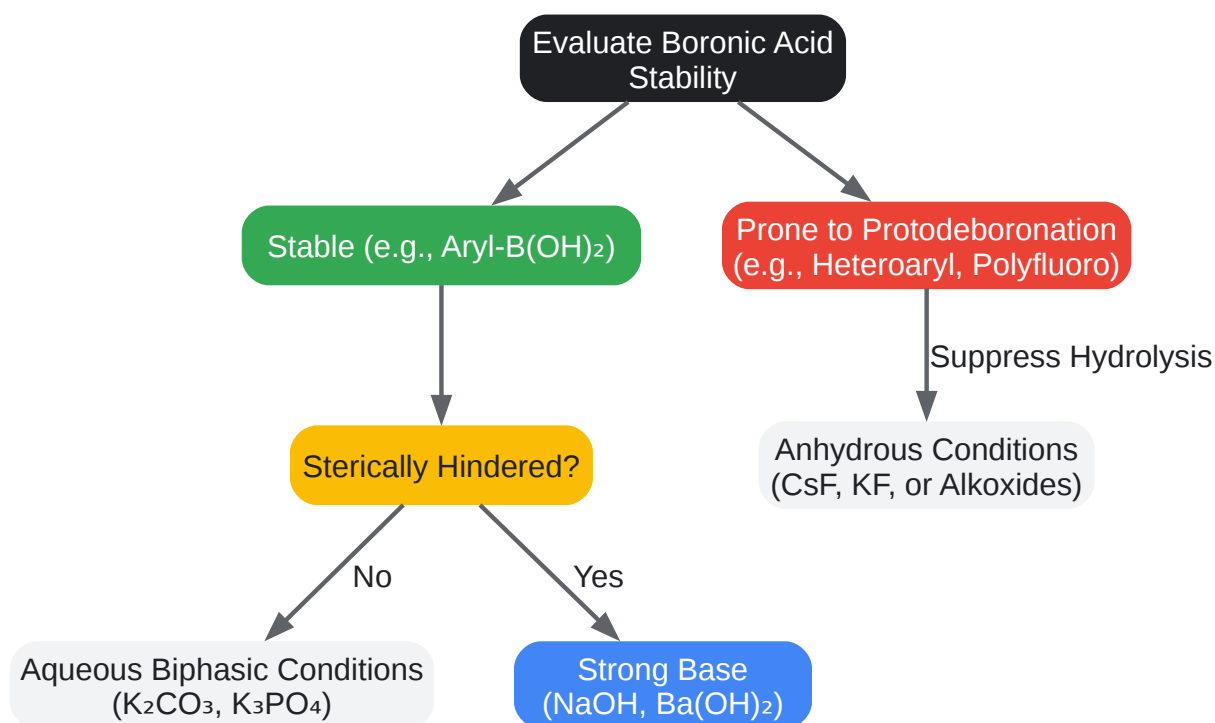 Evaluate Boronic Acid
Stability
Stable (e.g., Aryl-B(OH)₂)
Prone to Protodeboronation
(e.g., Heteroaryl, Polyfluoro)
Suppress Hydrolysis
Sterically Hindered?
Anhydrous Conditions
(CsF, KF, or Alkoxides)
No
Yes
Aqueous Biphasic Conditions
(K₂CO₃, K₃PO₄)
Strong Base
(NaOH, Ba(OH)₂)